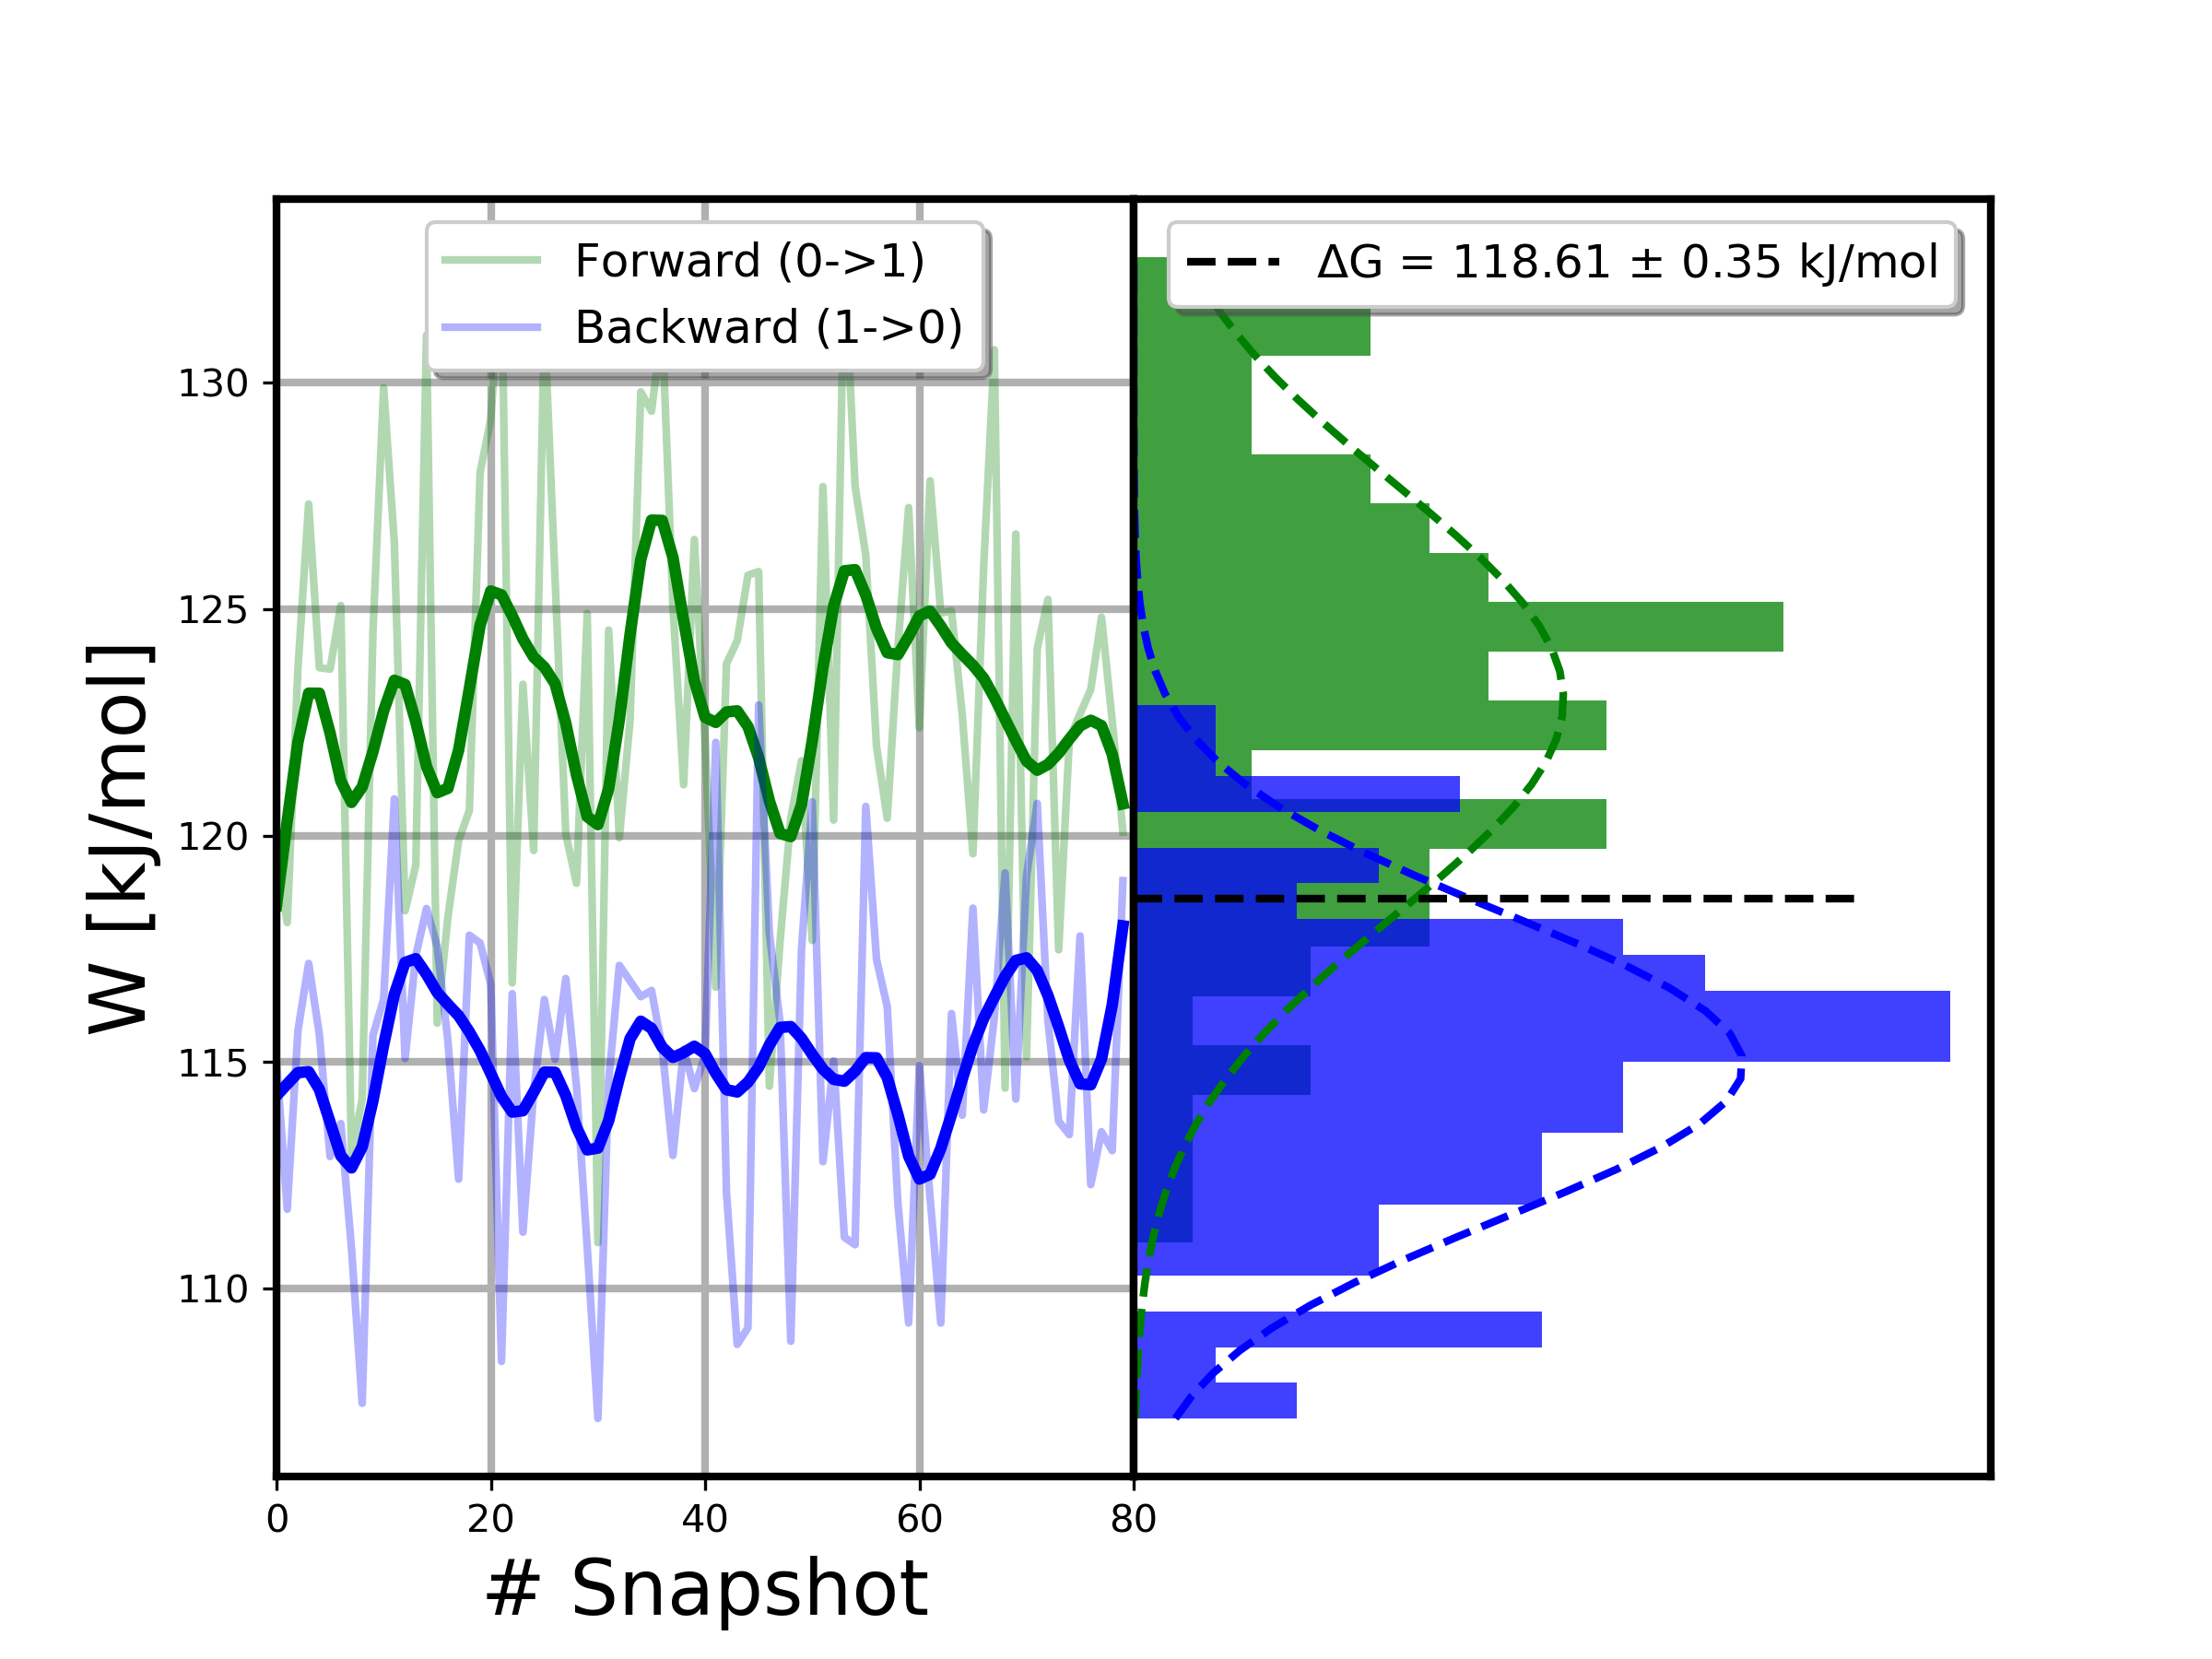 Forward (0->1)
Backward (1->0)
ΔG = 118.61 ± 0.35 kJ/mol
130
125
120
115
110
W [kJ/mol]
0
20
40
60
80
# Snapshot